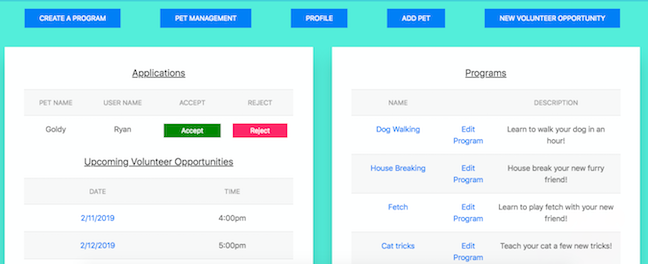 CREATE A PROGRAM PET MANAGEMENT PROFILE ADD PET NEW VOLUNTEER OPPORTUNITY
Applications
PET NAME USER NAME ACCEPT REJECT
Goldy Ryan Accept Reject
Upcoming Volunteer Opportunities
DATE TIME
2/11/2019 4:00pm
2/12/2019 5:00pm
Programs
NAME DESCRIPTION
Dog Walking Edit Learn to walk your dog in an
Program hour!
House Breaking Edit House break your new furry
Program friend!
Fetch Edit Learn to play fetch with your new
Program friend!
Cat tricks Edit Teach your cat a few new tricks!
Program